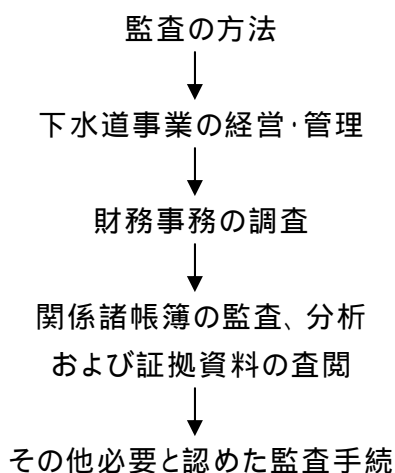 監査の方法
下水道事業の経営・管理
財務事務の調査
関係諸帳簿の監査、分析
および証拠資料の査閲
その他必要と認めた監査手続